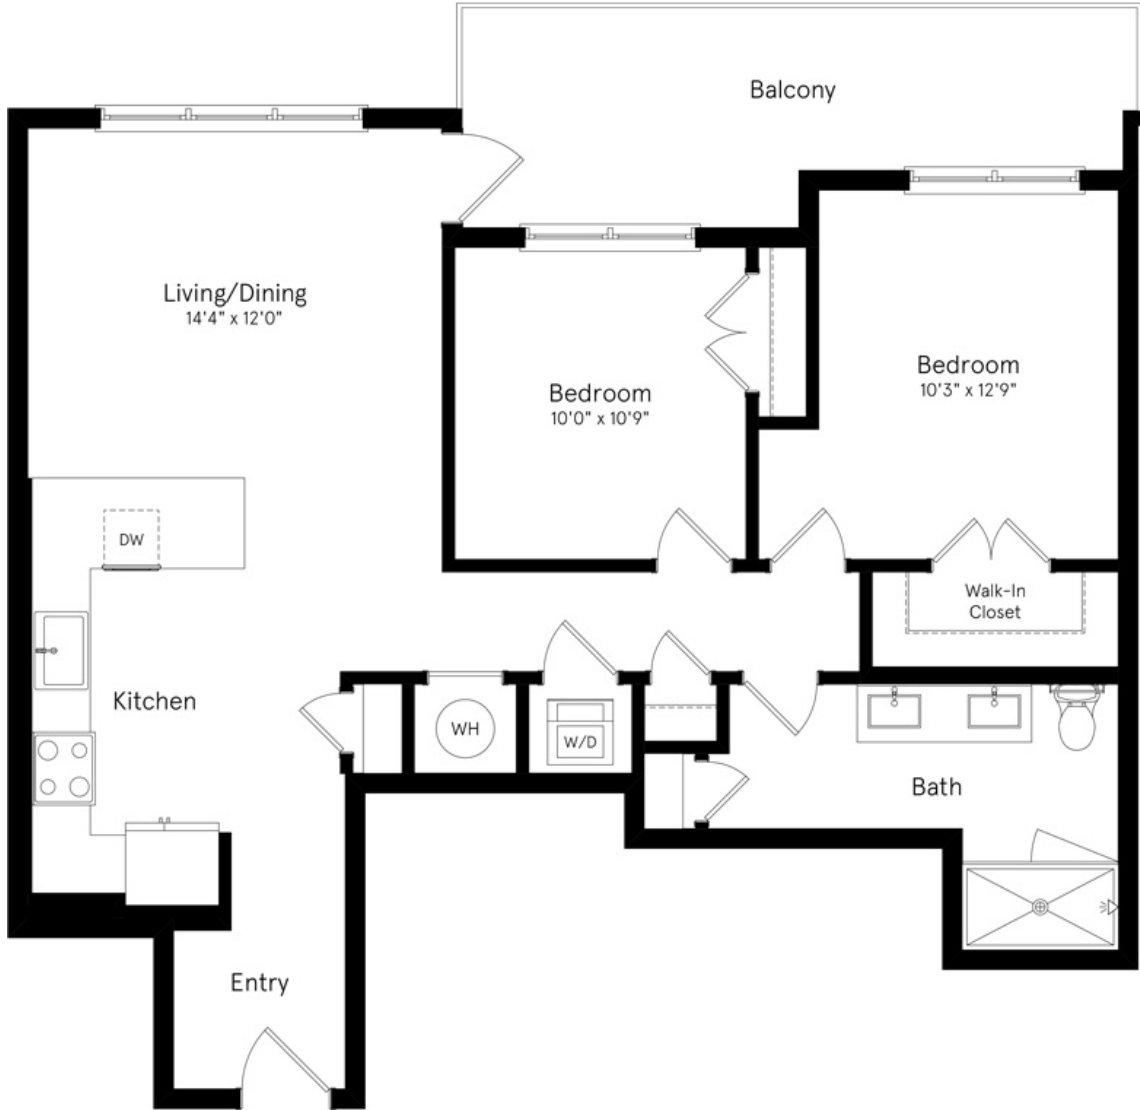 Balcony
Living/Dining
14'4" x 12'0"
Bedroom
10'3" x 12'9"
Bedroom
10'0" x 10'9"
DW
Walk-In
Closet
Kitchen
WH
W/D
Bath
Entry